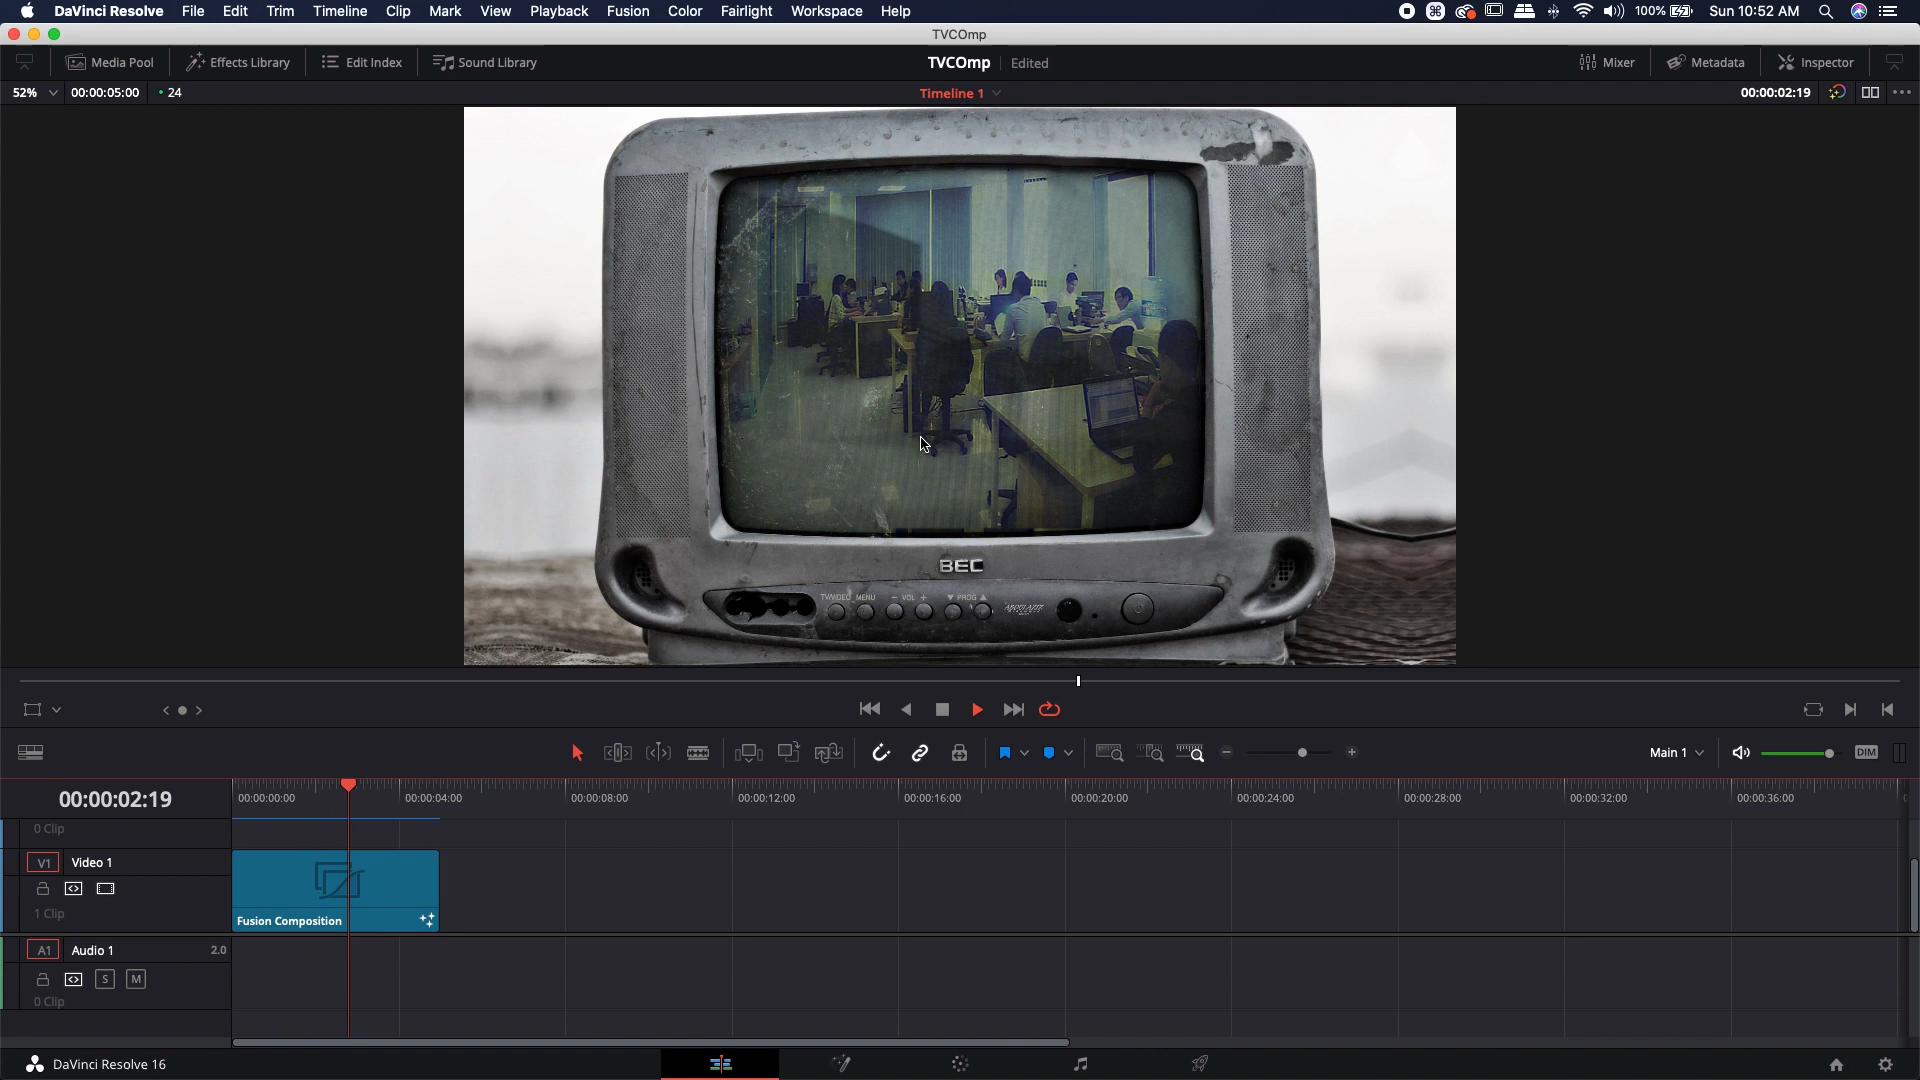 DaVinci Resolve File Edit Trim Timeline Clip Mark View Playback Fusion Color Fairlight Workspace Help 100% Sun 10:52 AM
TVCOmp
Media Pool Effects Library Edit Index Sound Library TVCOmp Edited Mixer Metadata Inspector
52% 00:00:05:00 24 Timeline 1 00:00:02:19
BEC
TV/VIDEO MENU − VOL + ▼ PROG ▲
Main 1 DIM
00:00:02:19 00:00:00:00 00:00:04:00 00:00:08:00 00:00:12:00 00:00:16:00 00:00:20:00 00:00:24:00 00:00:28:00 00:00:32:00 00:00:36:00
0 Clip
V1 Video 1
1 Clip
Fusion Composition
A1 Audio 1 2.0
S M
0 Clip
DaVinci Resolve 16